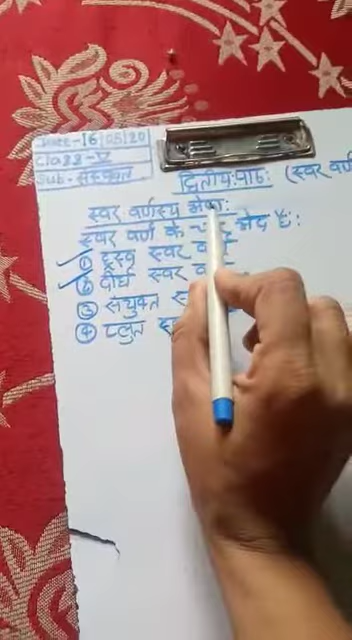 Date - 16/05/20
Class - V
Sub - संस्कृत
द्वितीय: पाठ: (स्वर वर्ण
स्वर वर्णस्य भेदा:
स्वर वर्ण के भेद हैं:
① ह्रस्व स्वर
② दीर्घ स्वर
③ संयुक्त
④ प्लुत